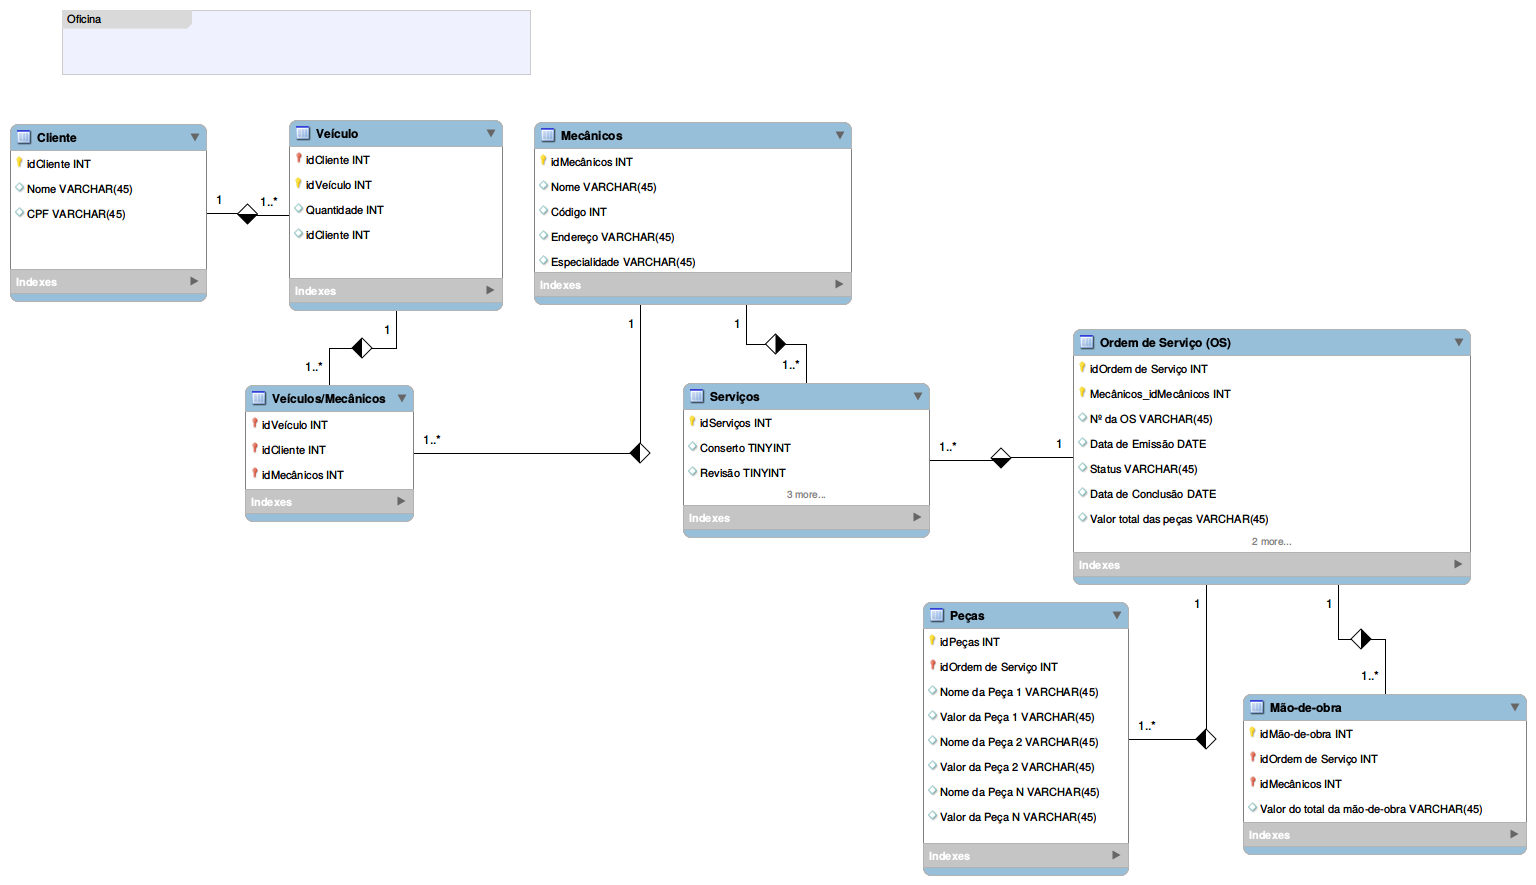 Oficina
Cliente
idCliente INT
Nome VARCHAR(45)
CPF VARCHAR(45)
Indexes
1
1..*
Veículo
idCliente INT
idVeículo INT
Quantidade INT
idCliente INT
Indexes
1
1..*
Mecânicos
idMecânicos INT
Nome VARCHAR(45)
Código INT
Endereço VARCHAR(45)
Especialidade VARCHAR(45)
Indexes
1
1
1..*
Veículos/Mecânicos
idVeículo INT
idCliente INT
idMecânicos INT
Indexes
1..*
Serviços
idServiços INT
Conserto TINYINT
Revisão TINYINT
3 more...
Indexes
1..*
1
Ordem de Serviço (OS)
idOrdem de Serviço INT
Mecânicos_idMecânicos INT
Nº da OS VARCHAR(45)
Data de Emissão DATE
Status VARCHAR(45)
Data de Conclusão DATE
Valor total das peças VARCHAR(45)
2 more...
Indexes
1
1
1..*
Peças
idPeças INT
idOrdem de Serviço INT
Nome da Peça 1 VARCHAR(45)
Valor da Peça 1 VARCHAR(45)
Nome da Peça 2 VARCHAR(45)
Valor da Peça 2 VARCHAR(45)
Nome da Peça N VARCHAR(45)
Valor da Peça N VARCHAR(45)
Indexes
1..*
Mão-de-obra
idMão-de-obra INT
idOrdem de Serviço INT
idMecânicos INT
Valor do total da mão-de-obra VARCHAR(45)
Indexes